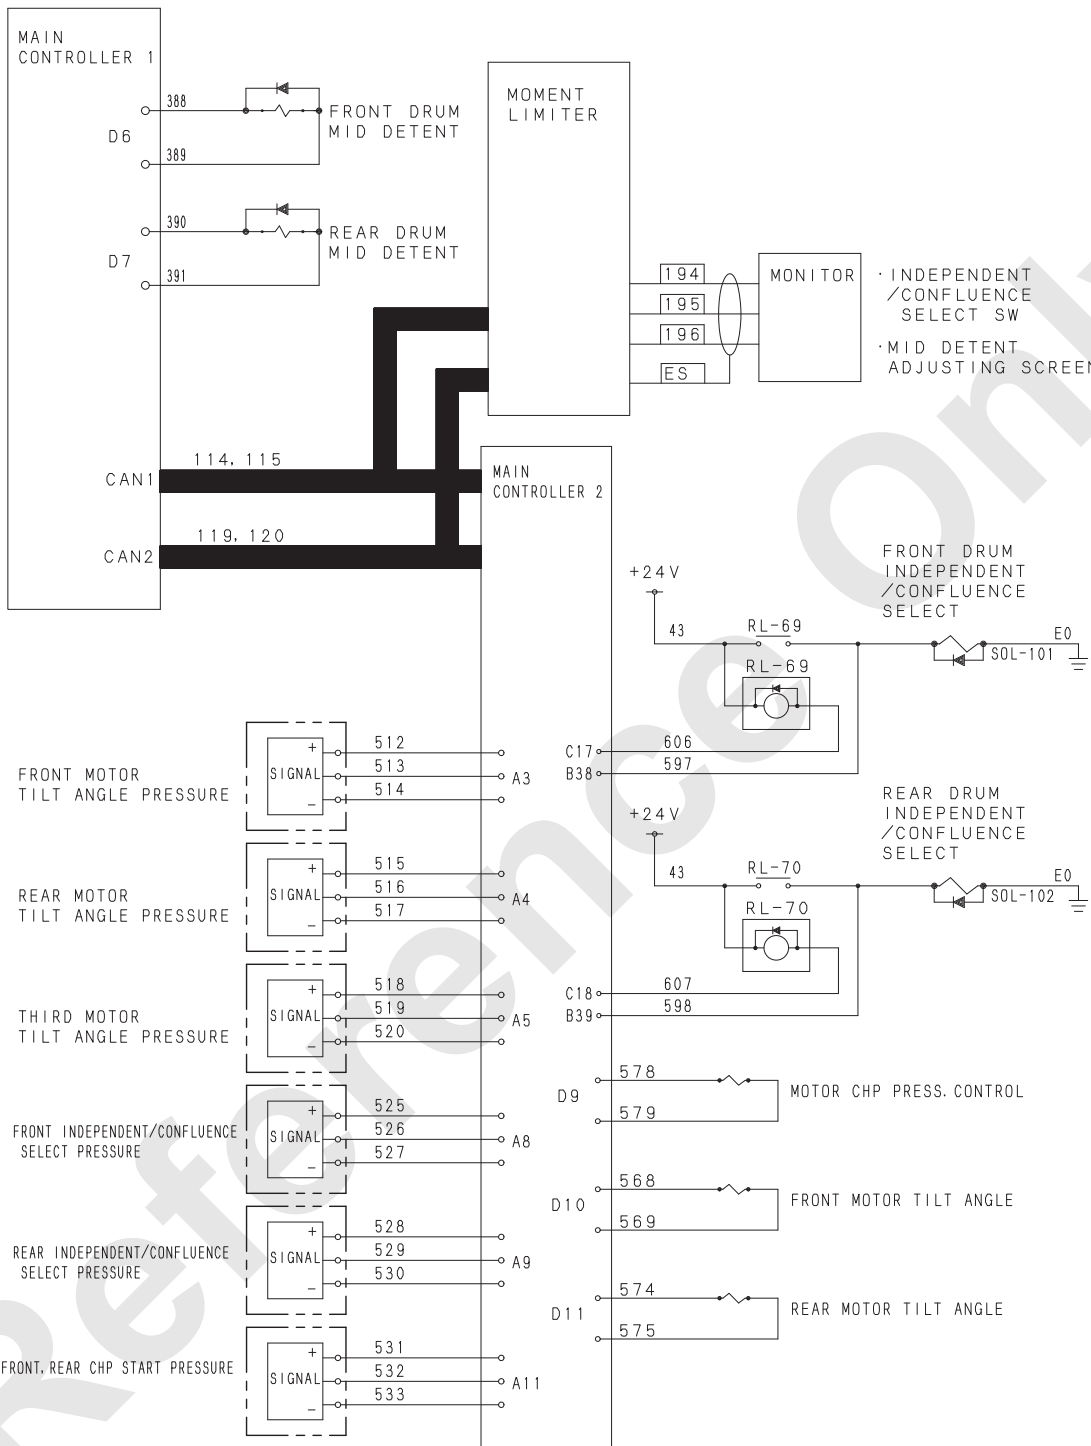 MAIN
CONTROLLER 1
388
D6
389
FRONT DRUM
MID DETENT
390
D7
391
REAR DRUM
MID DETENT
MOMENT
LIMITER
194
195
196
ES
MONITOR
·INDEPENDENT
/CONFLUENCE
SELECT SW
·MID DETENT
ADJUSTING SCREEN
CAN1
114, 115
CAN2
119, 120
MAIN
CONTROLLER 2
+24V
43
RL-69
RL-69
FRONT DRUM
INDEPENDENT
/CONFLUENCE
SELECT
SOL-101
E0
C17
606
B38
597
+24V
43
RL-70
RL-70
REAR DRUM
INDEPENDENT
/CONFLUENCE
SELECT
SOL-102
E0
C18
607
B39
598
D9
578
579
MOTOR CHP PRESS. CONTROL
D10
568
569
FRONT MOTOR TILT ANGLE
D11
574
575
REAR MOTOR TILT ANGLE
FRONT MOTOR
TILT ANGLE PRESSURE
+
SIGNAL
−
512
513
514
A3
REAR MOTOR
TILT ANGLE PRESSURE
+
SIGNAL
−
515
516
517
A4
THIRD MOTOR
TILT ANGLE PRESSURE
+
SIGNAL
−
518
519
520
A5
FRONT INDEPENDENT/CONFLUENCE
SELECT PRESSURE
+
SIGNAL
−
525
526
527
A8
REAR INDEPENDENT/CONFLUENCE
SELECT PRESSURE
+
SIGNAL
−
528
529
530
A9
FRONT, REAR CHP START PRESSURE
+
SIGNAL
−
531
532
533
A11
Reference Only